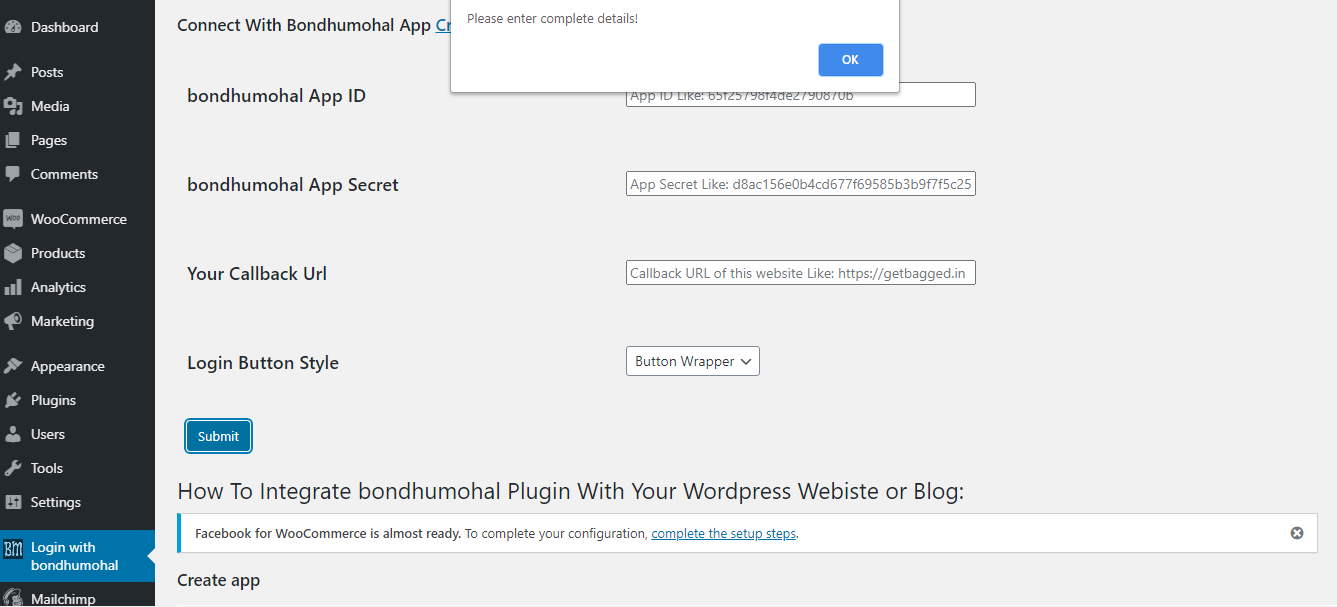 Please enter complete details!
OK
Dashboard
Posts
Media
Pages
Comments
WOO
WooCommerce
Products
Analytics
Marketing
Appearance
Plugins
Users
Tools
Settings
BM
Login with
bondhumohal
Mailchimp
Connect With Bondhumohal App Cr
bondhumohal App ID
App ID Like: 65f25798f4de2790870b
bondhumohal App Secret
App Secret Like: d8ac156e0b4cd677f69585b3b9f7f5c25
Your Callback Url
Callback URL of this website Like: https://getbagged.in
Login Button Style
Button Wrapper
Submit
How To Integrate bondhumohal Plugin With Your Wordpress Webiste or Blog:
Facebook for WooCommerce is almost ready. To complete your configuration, complete the setup steps.
Create app